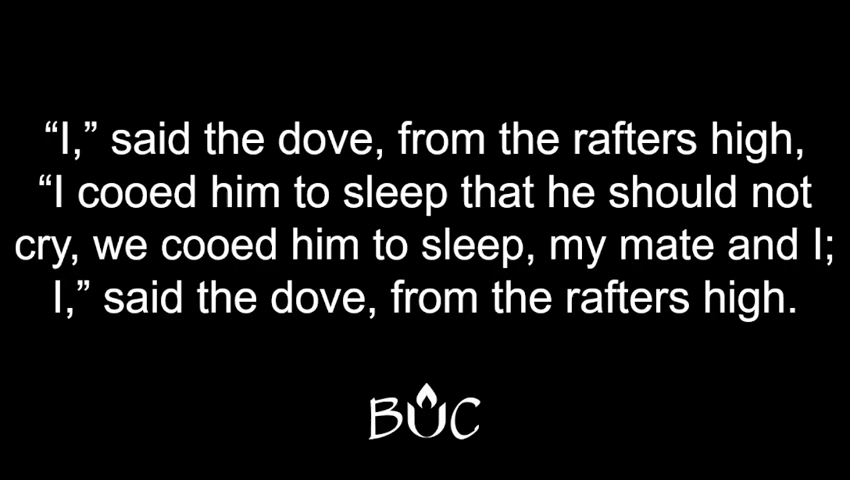 “I,” said the dove, from the rafters high,
“I cooed him to sleep that he should not
cry, we cooed him to sleep, my mate and I;
I,” said the dove, from the rafters high.
BUC